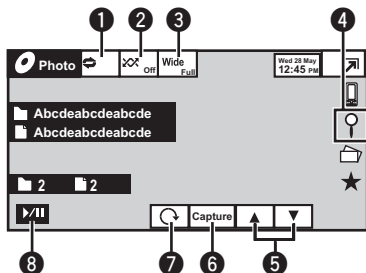 1 2 3 4
Photo Off Wide Full Wed 28 May 12:45 PM
Abcdeabcdeabcde
Abcdeabcdeabcde
2 2
Capture
8 7 6 5